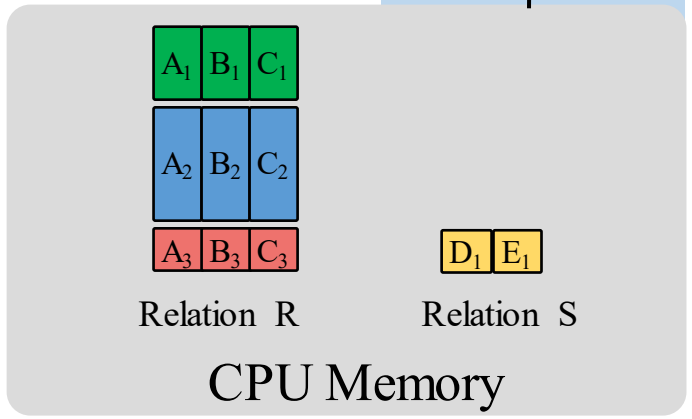 A1 B1 C1
A2 B2 C2
A3 B3 C3 D1 E1
Relation R Relation S
CPU Memory